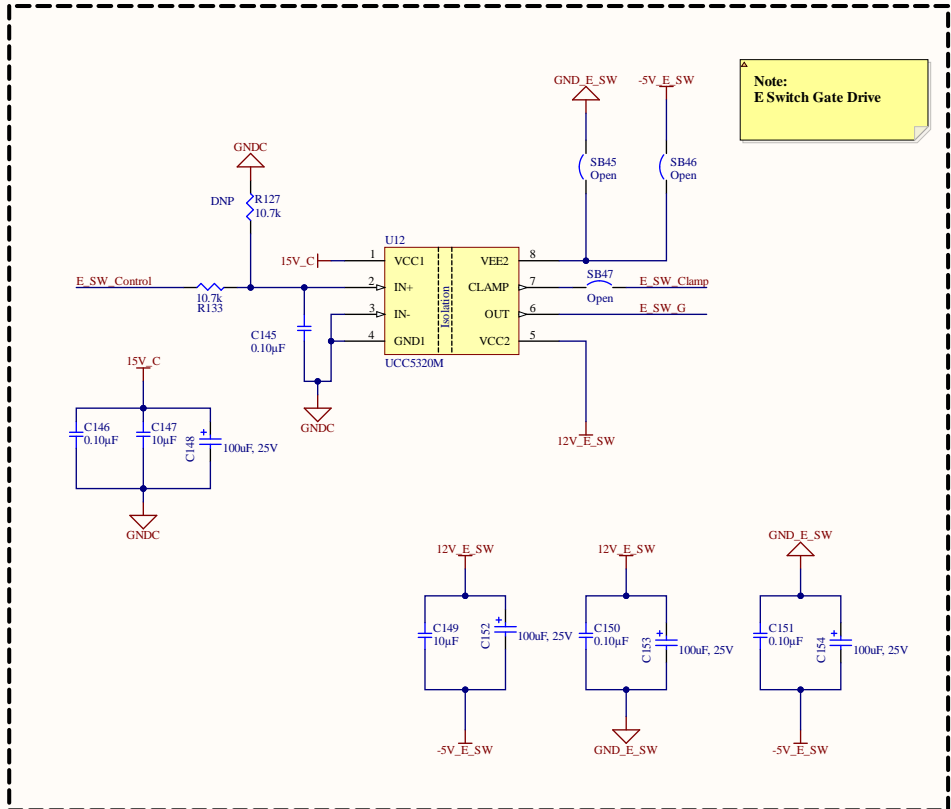 Note:
E Switch Gate Drive
GND_E_SW
-5V_E_SW
SB45
Open
SB46
Open
GNDC
DNP
R127
10.7k
U12
15V_C
1
VCC1
VEE2
8
E_SW_Control
10.7k
R133
2
IN+
CLAMP
7
SB47
Open
E_SW_Clamp
3
IN-
OUT
6
E_SW_G
4
GND1
VCC2
5
Isolation
UCC5320M
C145
0.10µF
GNDC
12V_E_SW
15V_C
C146
0.10µF
C147
10µF
+
C148
100uF, 25V
GNDC
12V_E_SW
C149
10µF
+
C152
100uF, 25V
-5V_E_SW
12V_E_SW
C150
0.10µF
+
C153
100uF, 25V
GND_E_SW
GND_E_SW
C151
0.10µF
+
C154
100uF, 25V
-5V_E_SW